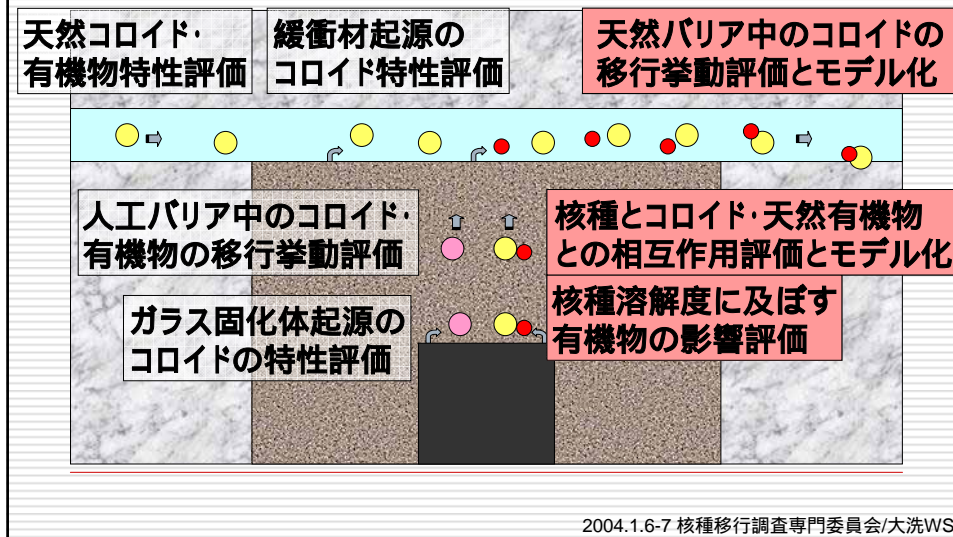 天然コロイド･
有機物特性評価
緩衝材起源の
コロイド特性評価
天然バリア中のコロイドの
移行挙動評価とモデル化
人工バリア中のコロイド･
有機物の移行挙動評価
核種とコロイド･天然有機物
との相互作用評価とモデル化
核種溶解度に及ぼす
有機物の影響評価
ガラス固化体起源の
コロイドの特性評価
2004.1.6-7 核種移行調査専門委員会/大洗WS